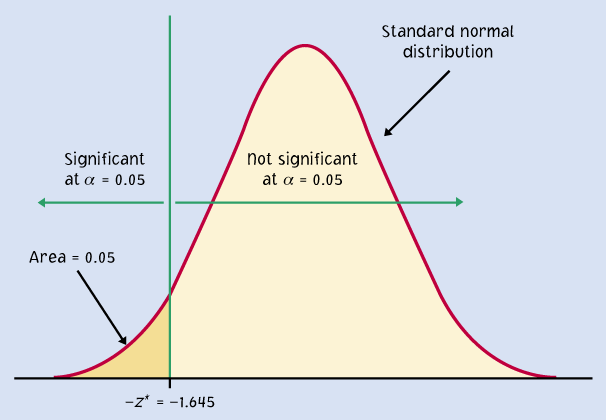 Standard normal
distribution
Significant
at α = 0.05
Not significant
at α = 0.05
Area = 0.05
-z* = -1.645